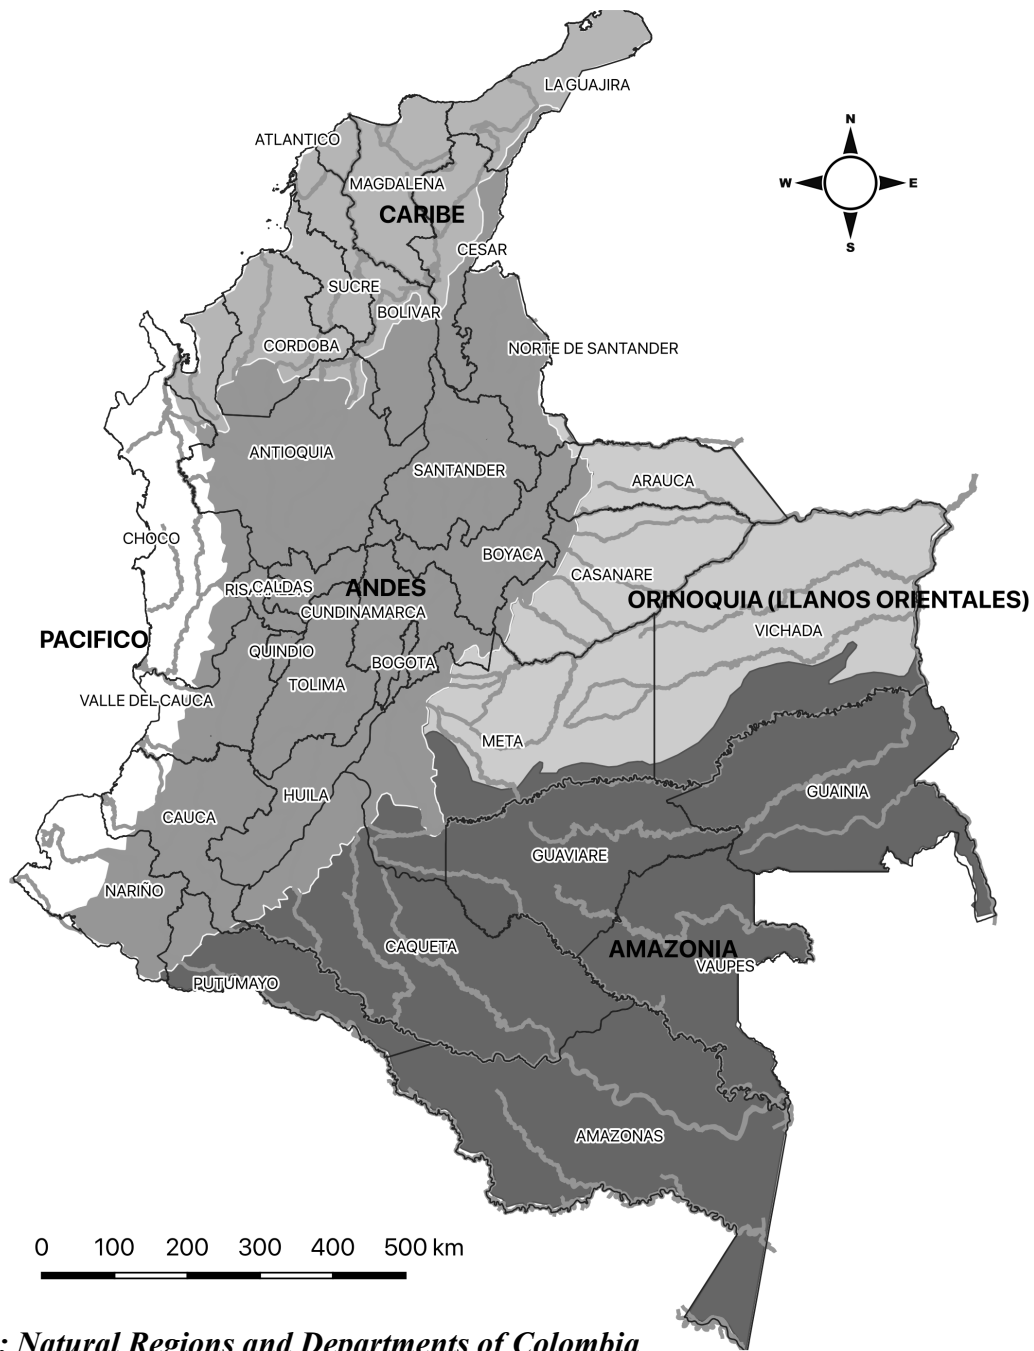 LA GUAJIRA
N
ATLANTICO
W
E
MAGDALENA
CARIBE
S
CESAR
SUCRE
BOLIVAR
CORDOBA
NORTE DE SANTANDER
ANTIOQUIA
SANTANDER
ARAUCA
CHOCO
BOYACA
CASANARE
CALDAS
ANDES
ORINOQUIA (LLANOS ORIENTALES)
CUNDINAMARCA
VICHADA
PACIFICO
QUINDIO
BOGOTA
TOLIMA
VALLE DEL CAUCA
META
GUAINIA
HUILA
CAUCA
GUAVIARE
NARIÑO
CAQUETA
AMAZONIA
VAUPES
PUTUMAYO
AMAZONAS
0 100 200 300 400 500 km
: Natural Regions and Departments of Colombia